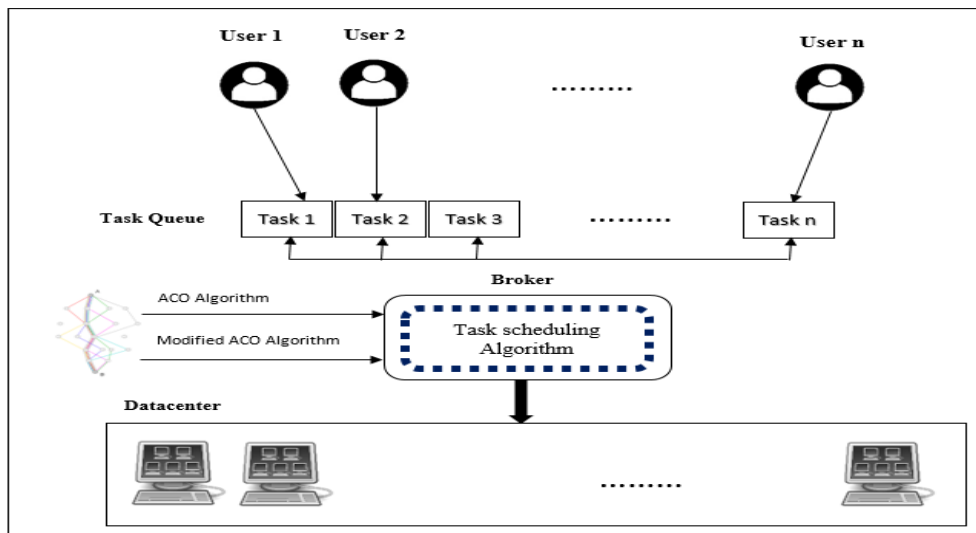 User 1
User 2
User n
.........
Task Queue
Task 1
Task 2
Task 3
.........
Task n
Broker
ACO Algorithm
Modified ACO Algorithm
Task scheduling
Algorithm
Datacenter
.........